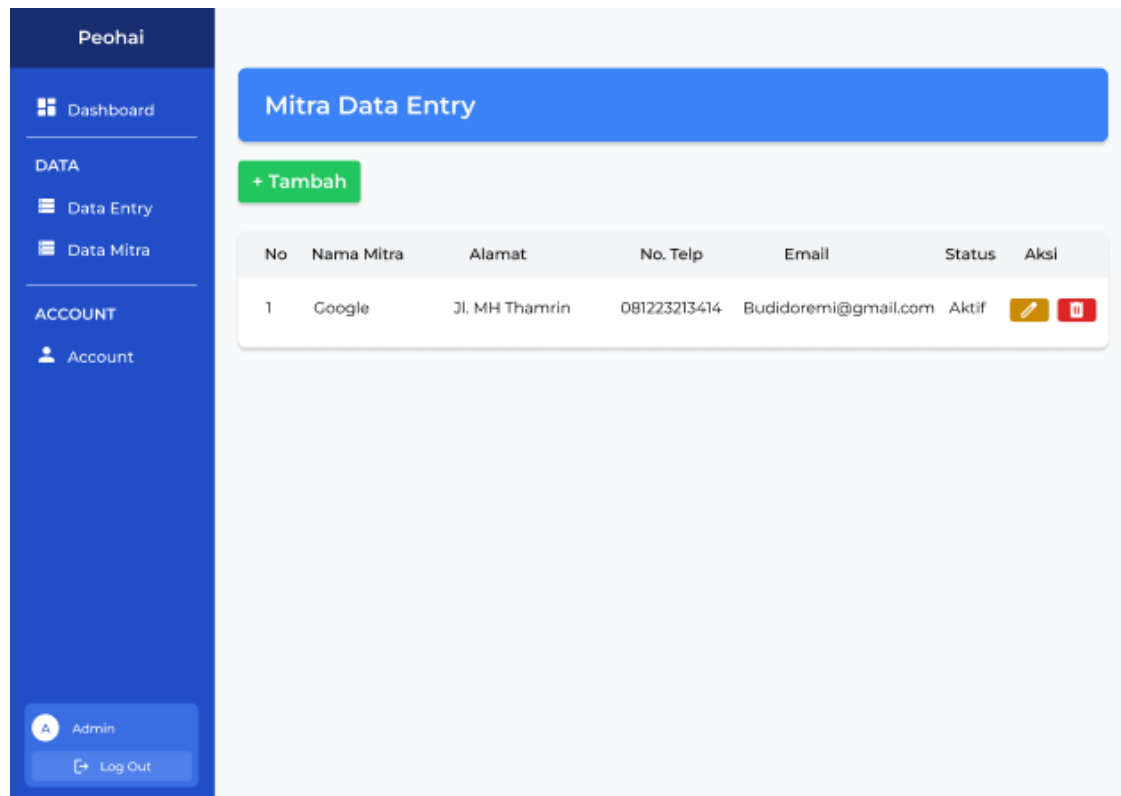 Peohai
Dashboard
DATA
Data Entry
Data Mitra
ACCOUNT
Account
A Admin
Log Out
Mitra Data Entry
+ Tambah
No Nama Mitra Alamat No. Telp Email Status Aksi
1 Google Jl. MH Thamrin 081223213414 Budidoremi@gmail.com Aktif